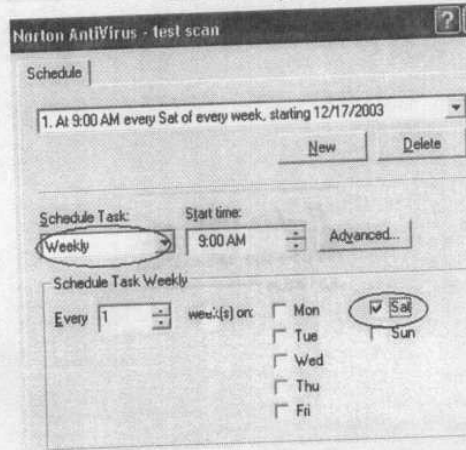 Norton AntiVirus - test scan ?
Schedule
1. At 9:00 AM every Sat of every week, starting 12/17/2003
New Delete
Schedule Task: Start time:
Weekly 9:00 AM Advanced...
Schedule Task Weekly
Every 1 week(s) on: Mon Sat
Tue Sun
Wed
Thu
Fri